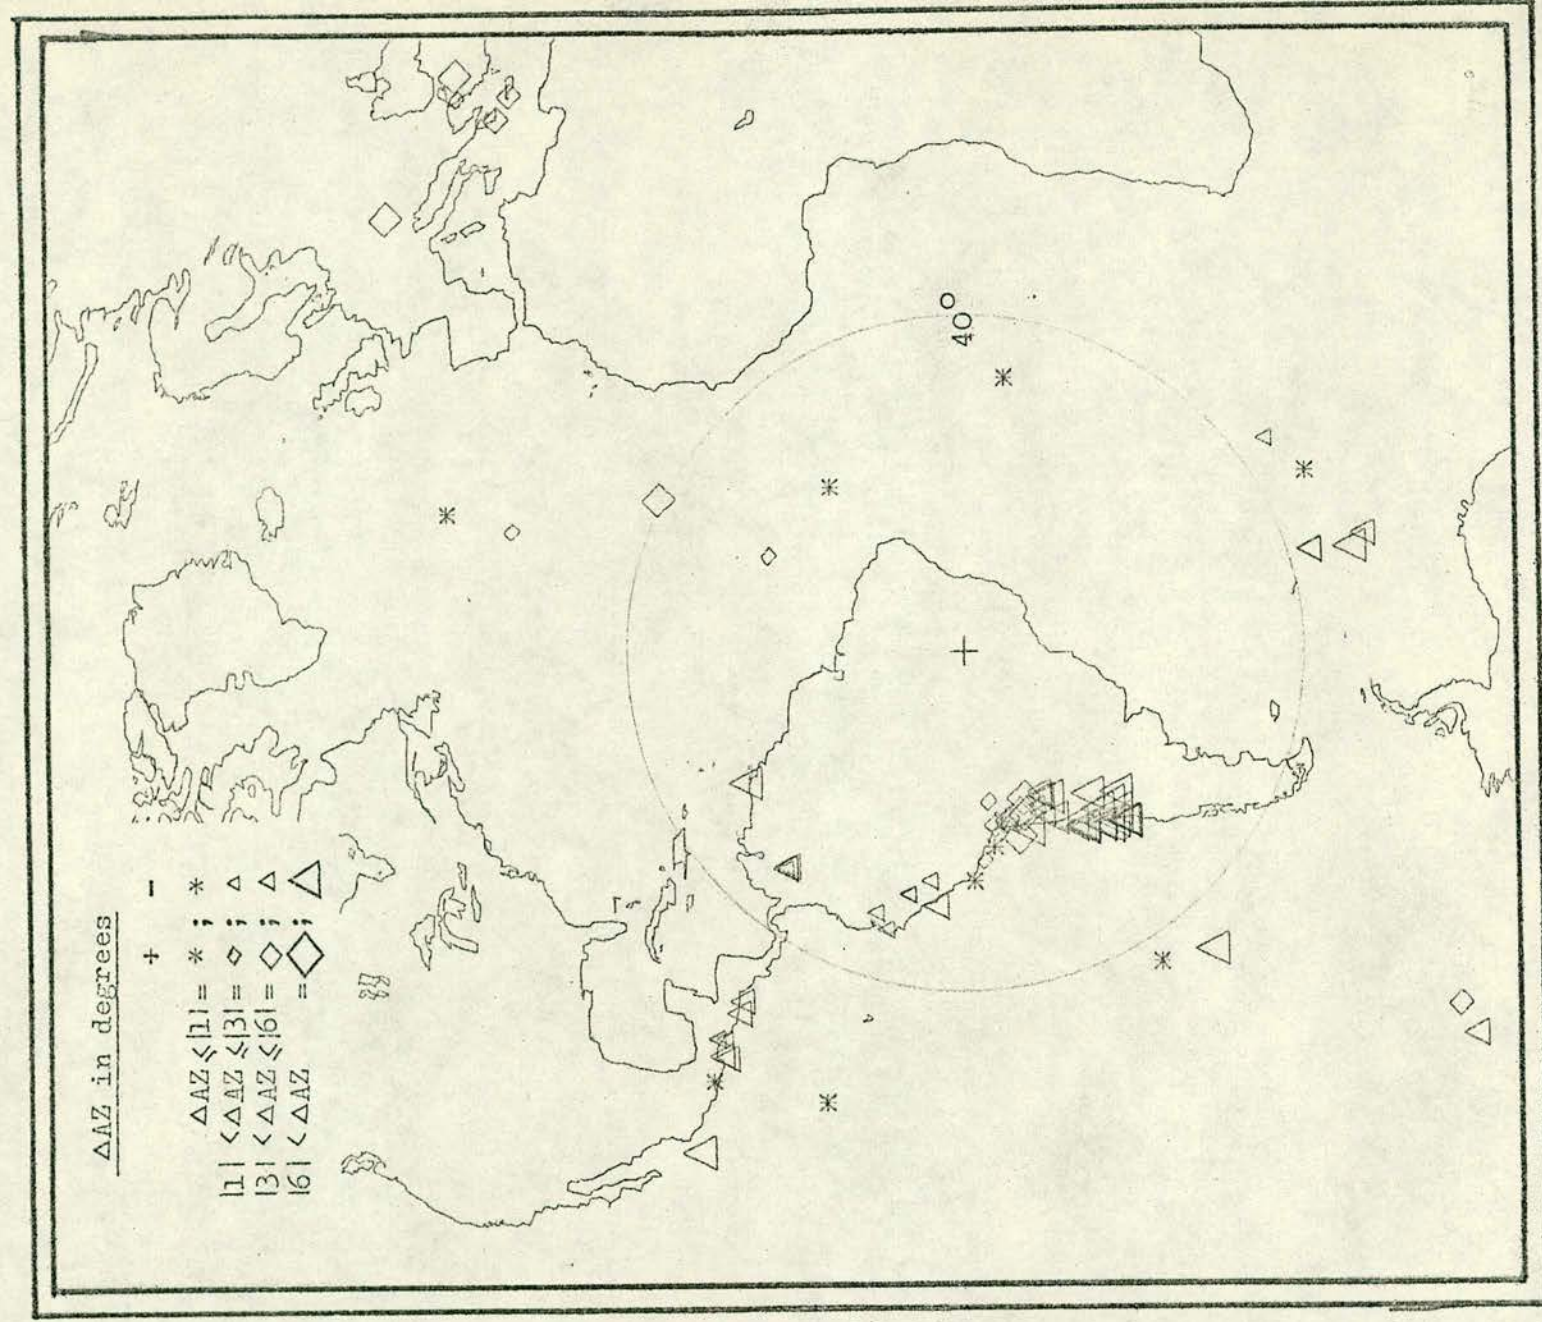 ΔAZ in degrees
+ −
ΔAZ ⩽ |1| = * ; *
|1| < ΔAZ ⩽ |3| = ◇ ; △
|3| < ΔAZ ⩽ |6| = ◇ ; △
|6| < ΔAZ = ◇ ; △
40°